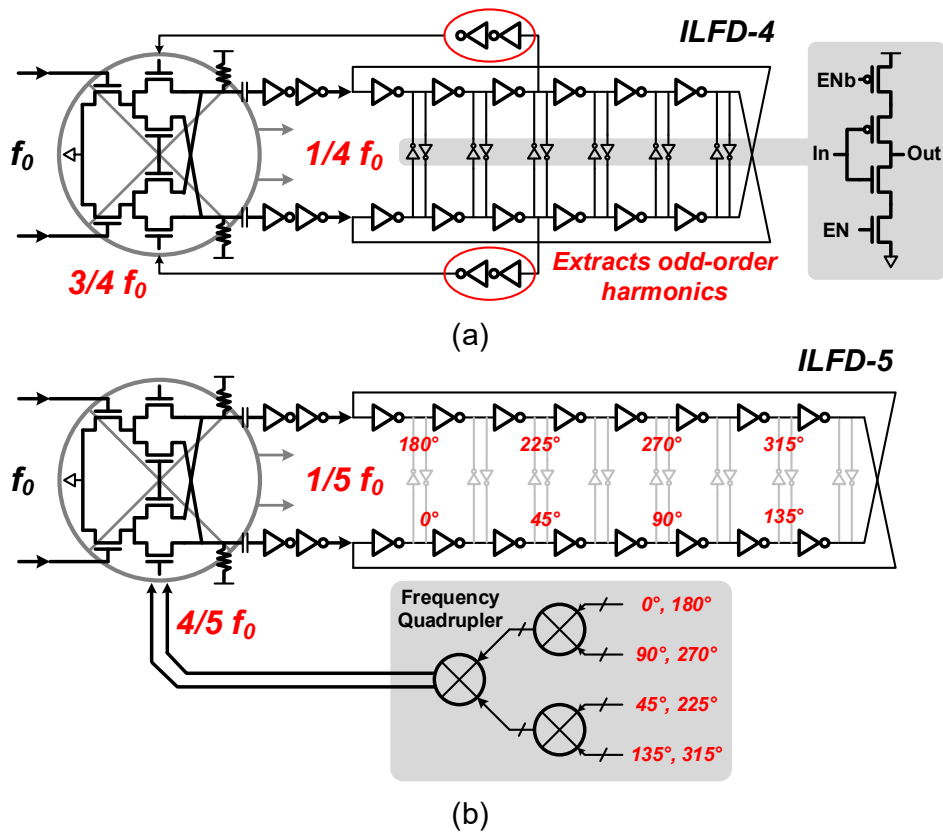 ILFD-4
ENb
f0
1/4 f0
In
Out
EN
3/4 f0
Extracts odd-order
harmonics
(a)
ILFD-5
180°
225°
270°
315°
f0
1/5 f0
0°
45°
90°
135°
4/5 f0
Frequency
Quadrupler
0°, 180°
90°, 270°
45°, 225°
135°, 315°
(b)